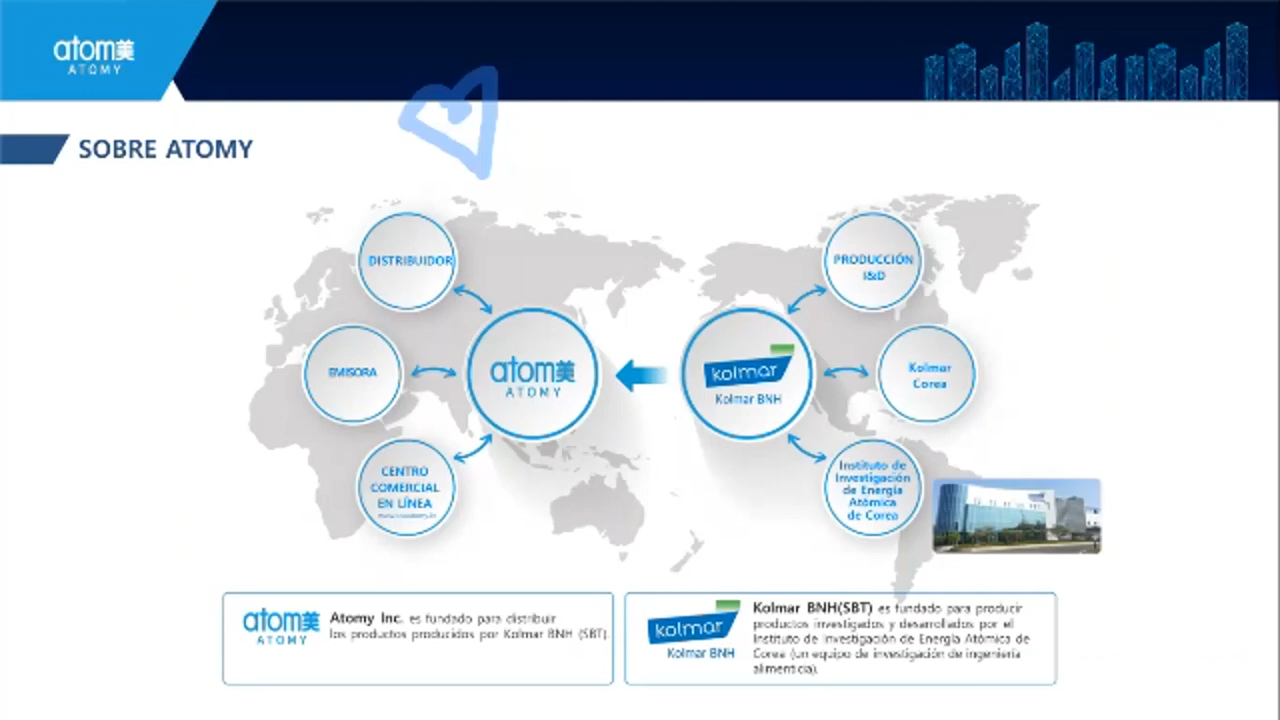 atom美
ATOMY
SOBRE ATOMY
DISTRIBUIDOR
EMISORA
CENTRO
COMERCIAL
EN LÍNEA
atom美
ATOMY
kolmar
Kolmar BNH
PRODUCCIÓN
I&D
Kolmar
Corea
Instituto de
Investigación
de Energía
Atómica
de Corea
atom美
ATOMY
Atomy Inc. es fundado para distribuir
los productos producidos por Kolmar BNH (SBT).
kolmar
Kolmar BNH
Kolmar BNH(SBT) es fundado para producir
productos investigados y desarrollados por el
Instituto de Investigación de Energía Atómica de
Corea (un equipo de investigación de ingeniería
alimenticia).